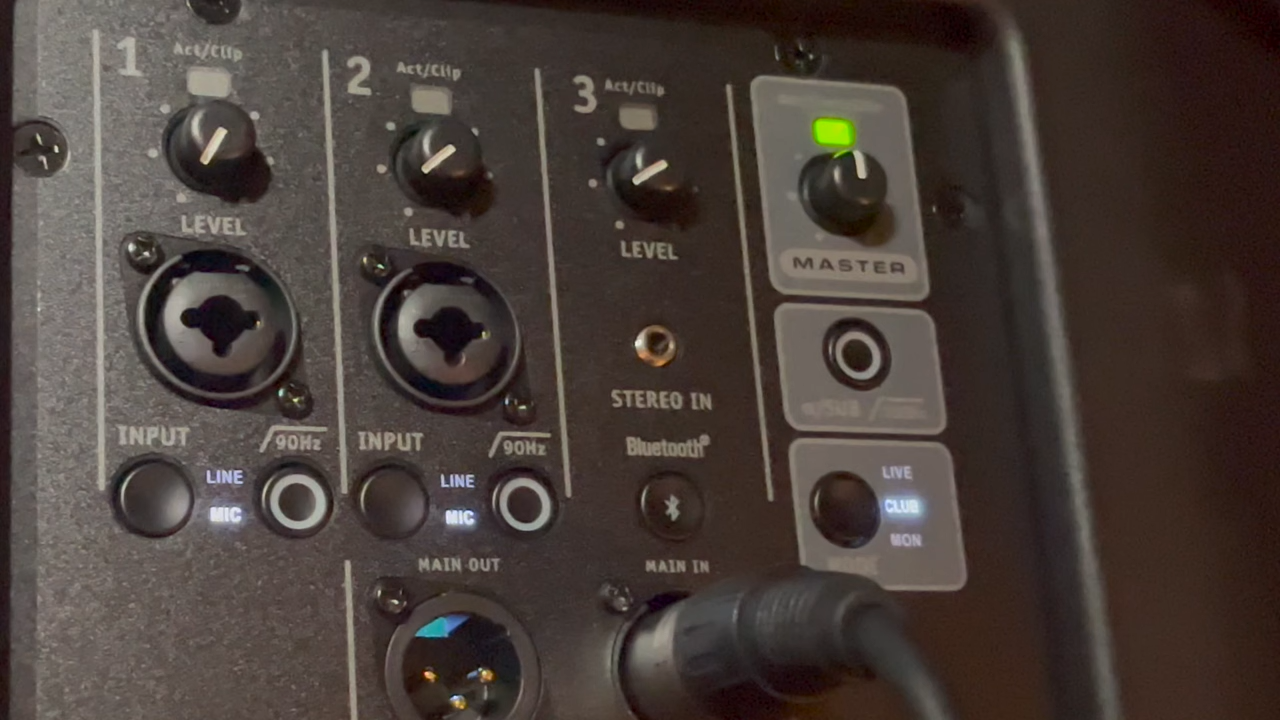 1 Act/Clip
LEVEL
INPUT 90Hz
LINE
MIC
2 Act/Clip
LEVEL
INPUT 90Hz
LINE
MIC
3 Act/Clip
LEVEL
STEREO IN
Bluetooth®
MASTER
LIVE
CLUB
MON
MAIN OUT
MAIN IN